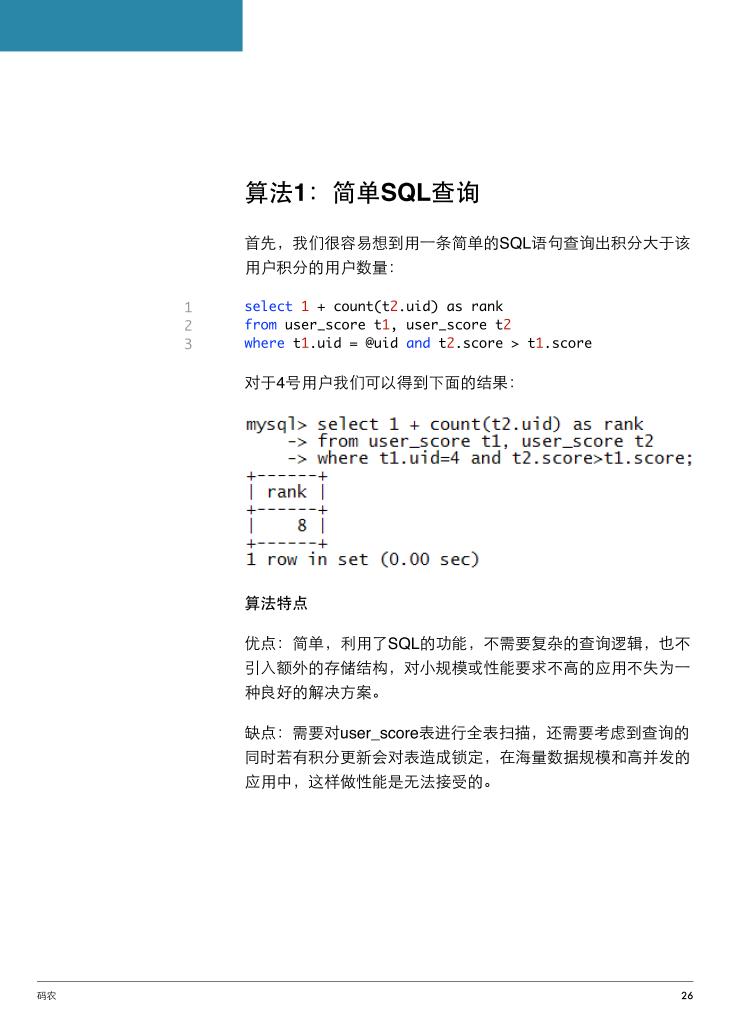 算法1：简单SQL查询
首先，我们很容易想到用一条简单的SQL语句查询出积分大于该
用户积分的用户数量：
1 select 1 + count(t2.uid) as rank
2 from user_score t1, user_score t2
3 where t1.uid = @uid and t2.score > t1.score
对于4号用户我们可以得到下面的结果：
mysql> select 1 + count(t2.uid) as rank
    -> from user_score t1, user_score t2
    -> where t1.uid=4 and t2.score>t1.score;
+------+
| rank |
+------+
|    8 |
+------+
1 row in set (0.00 sec)
算法特点
优点：简单，利用了SQL的功能，不需要复杂的查询逻辑，也不
引入额外的存储结构，对小规模或性能要求不高的应用不失为一
种良好的解决方案。
缺点：需要对user_score表进行全表扫描，还需要考虑到查询的
同时若有积分更新会对表造成锁定，在海量数据规模和高并发的
应用中，这样做性能是无法接受的。
码农 26